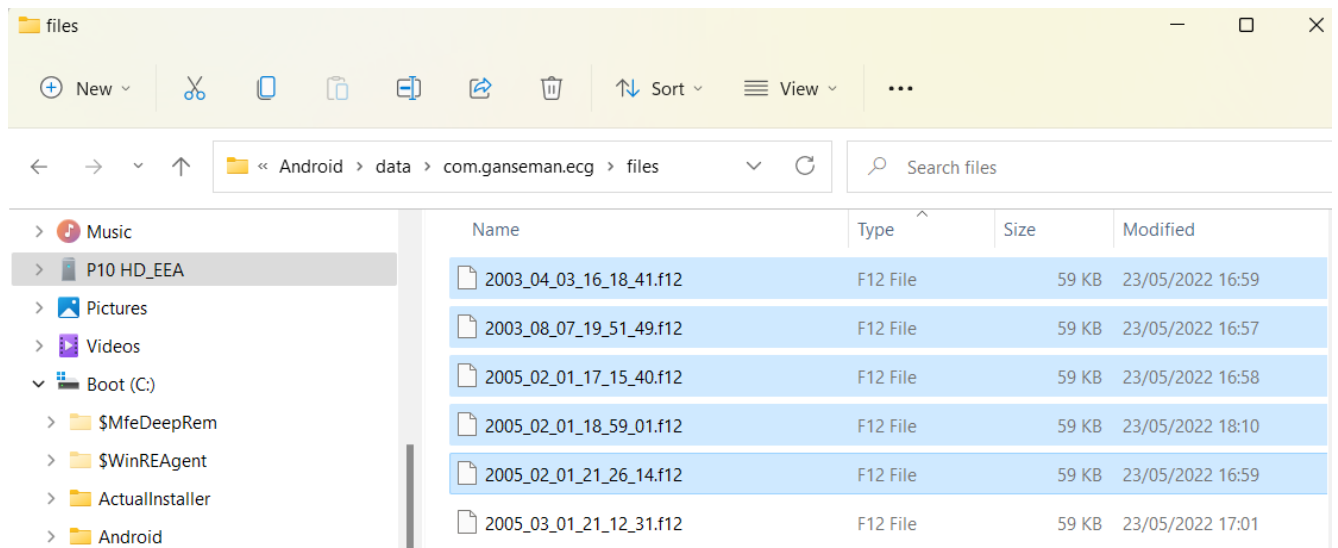 files
New Sort View
« Android > data > com.ganseman.ecg > files Search files
Music
P10 HD_EEA
Pictures
Videos
Boot (C:)
$MfeDeepRem
$WinREAgent
ActualInstaller
Android
Name Type Size Modified
2003_04_03_16_18_41.f12 F12 File 59 KB 23/05/2022 16:59
2003_08_07_19_51_49.f12 F12 File 59 KB 23/05/2022 16:57
2005_02_01_17_15_40.f12 F12 File 59 KB 23/05/2022 16:58
2005_02_01_18_59_01.f12 F12 File 59 KB 23/05/2022 18:10
2005_02_01_21_26_14.f12 F12 File 59 KB 23/05/2022 16:59
2005_03_01_21_12_31.f12 F12 File 59 KB 23/05/2022 17:01